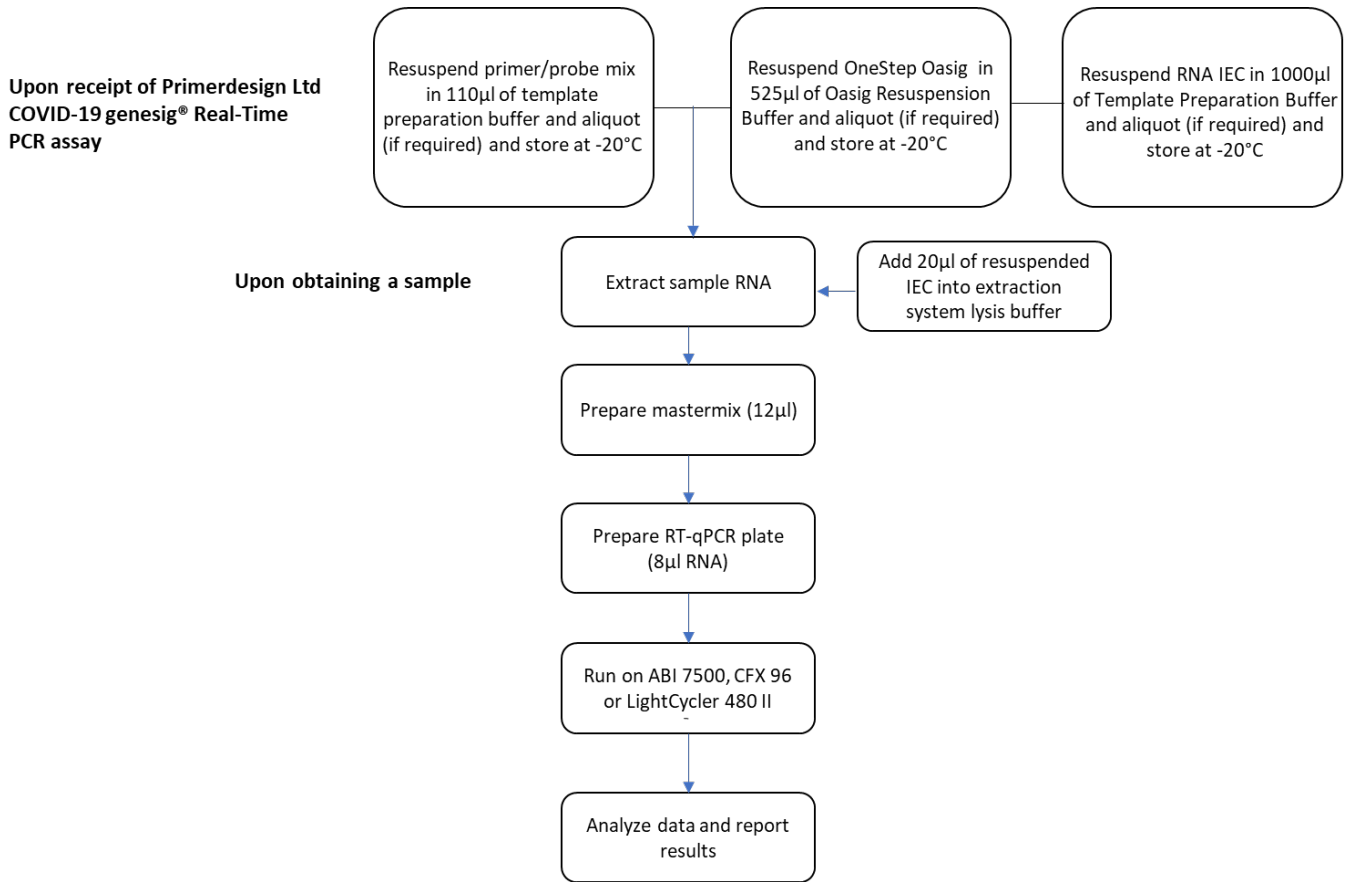 Upon receipt of Primerdesign Ltd
COVID-19 genesig® Real-Time
PCR assay
Resuspend primer/probe mix
in 110µl of template
preparation buffer and aliquot
(if required) and store at -20°C
Resuspend OneStep Oasig in
525µl of Oasig Resuspension
Buffer and aliquot (if required)
and store at -20°C
Resuspend RNA IEC in 1000µl
of Template Preparation Buffer
and aliquot (if required) and
store at -20°C
Upon obtaining a sample
Extract sample RNA
Add 20µl of resuspended
IEC into extraction
system lysis buffer
Prepare mastermix (12µl)
Prepare RT-qPCR plate
(8µl RNA)
Run on ABI 7500, CFX 96
or LightCycler 480 II
Analyze data and report
results